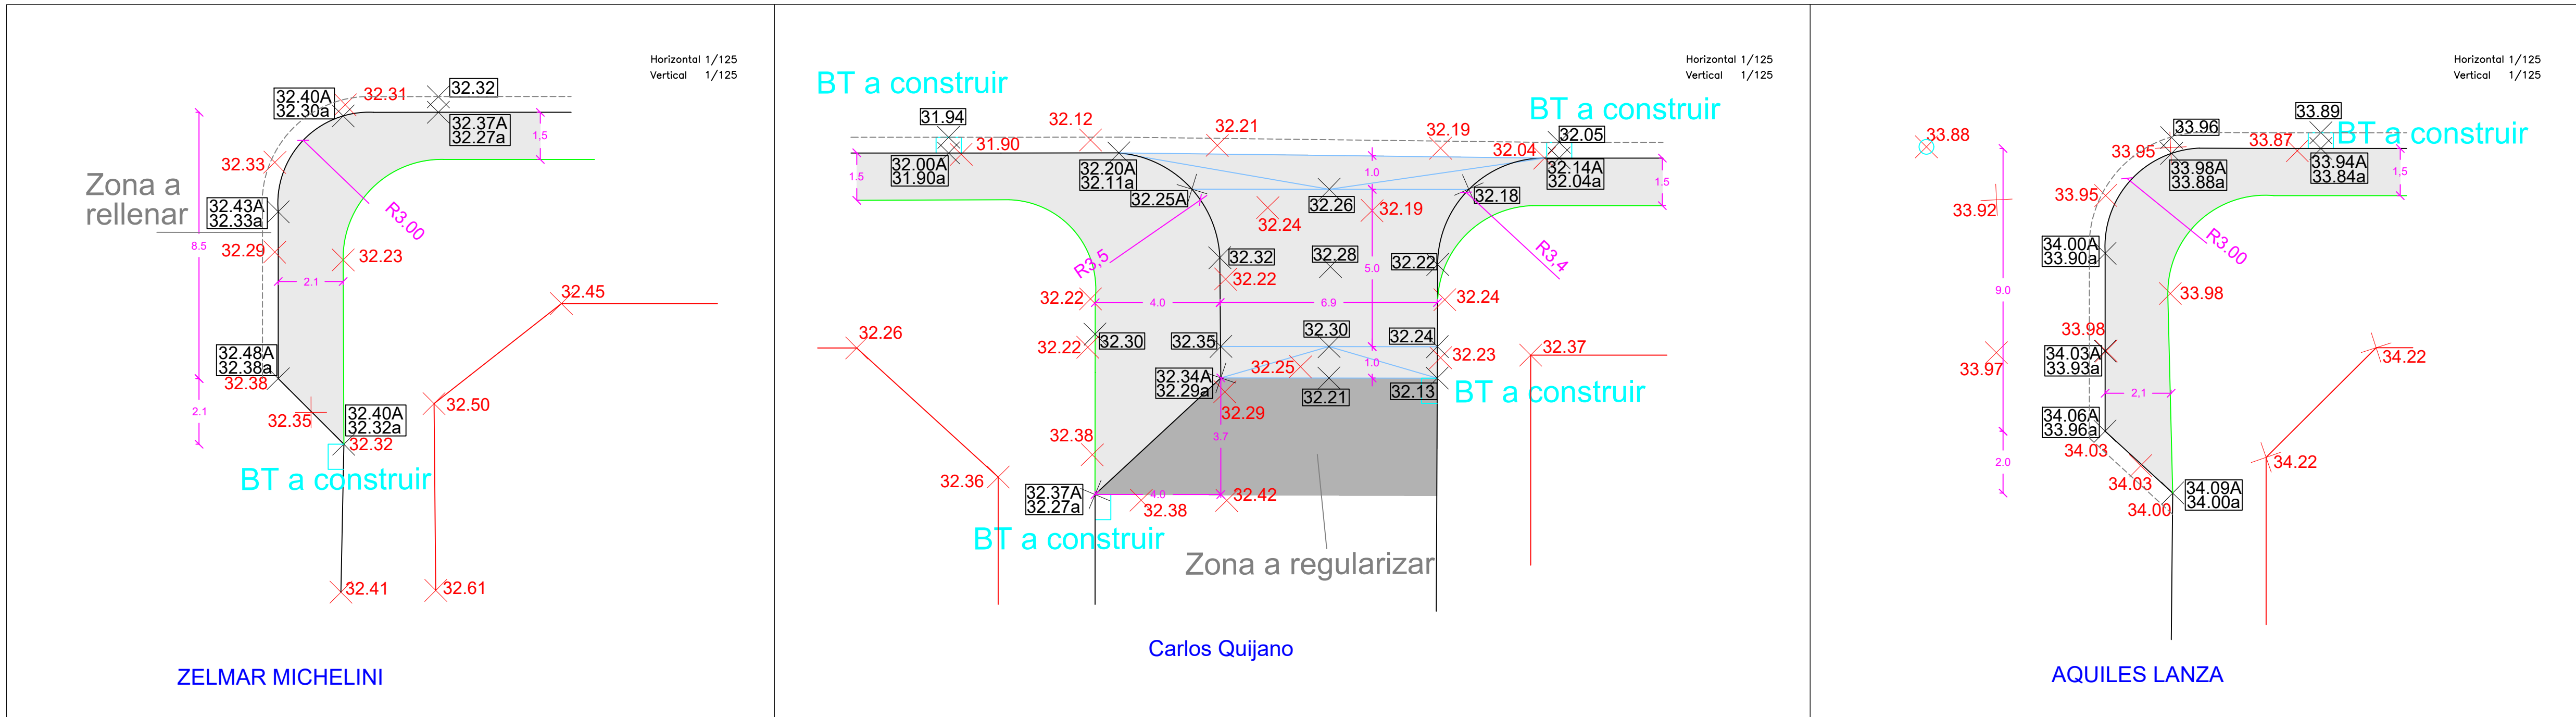 Horizontal 1/125
Vertical 1/125
32.32
32.40A
32.30a
32.31
32.37A
32.27a
1,5
32.33
Zona a
rellenar
32.43A
32.33a
R3.00
8.5
32.29
32.23
2.1
32.45
32.48A
32.38a
32.38
2.1
32.35
32.40A
32.32a
32.32
32.50
BT a construir
32.41
32.61
ZELMAR MICHELINI
Horizontal 1/125
Vertical 1/125
BT a construir
BT a construir
31.94
32.12
32.21
32.19
32.05
31.90
32.04
32.00A
31.90a
32.20A
32.11a
1.0
32.14A
32.04a
1.5
1.5
32.25A
32.26
32.19
32.18
32.24
R3,5
R3,4
32.32
32.28
32.22
5.0
32.22
32.22
4.0
6.9
32.24
32.26
32.22
32.30
32.35
32.30
32.24
32.23
32.37
1.0
32.25
32.34A
32.29a
32.21
32.13
BT a construir
32.29
32.38
3.7
32.36
32.37A
32.27a
4.0
32.42
32.38
BT a construir
Zona a regularizar
Carlos Quijano
Horizontal 1/125
Vertical 1/125
33.89
33.96
33.88
BT a construir
33.95
33.87
33.98A
33.88a
33.94A
33.84a
1,5
33.95
33.92
34.00A
33.90a
R3.00
9.0
33.98
33.98
34.03A
33.93a
33.97
34.22
2,1
34.06A
33.96a
34.03
2.0
34.22
34.03
34.00
34.09A
34.00a
AQUILES LANZA